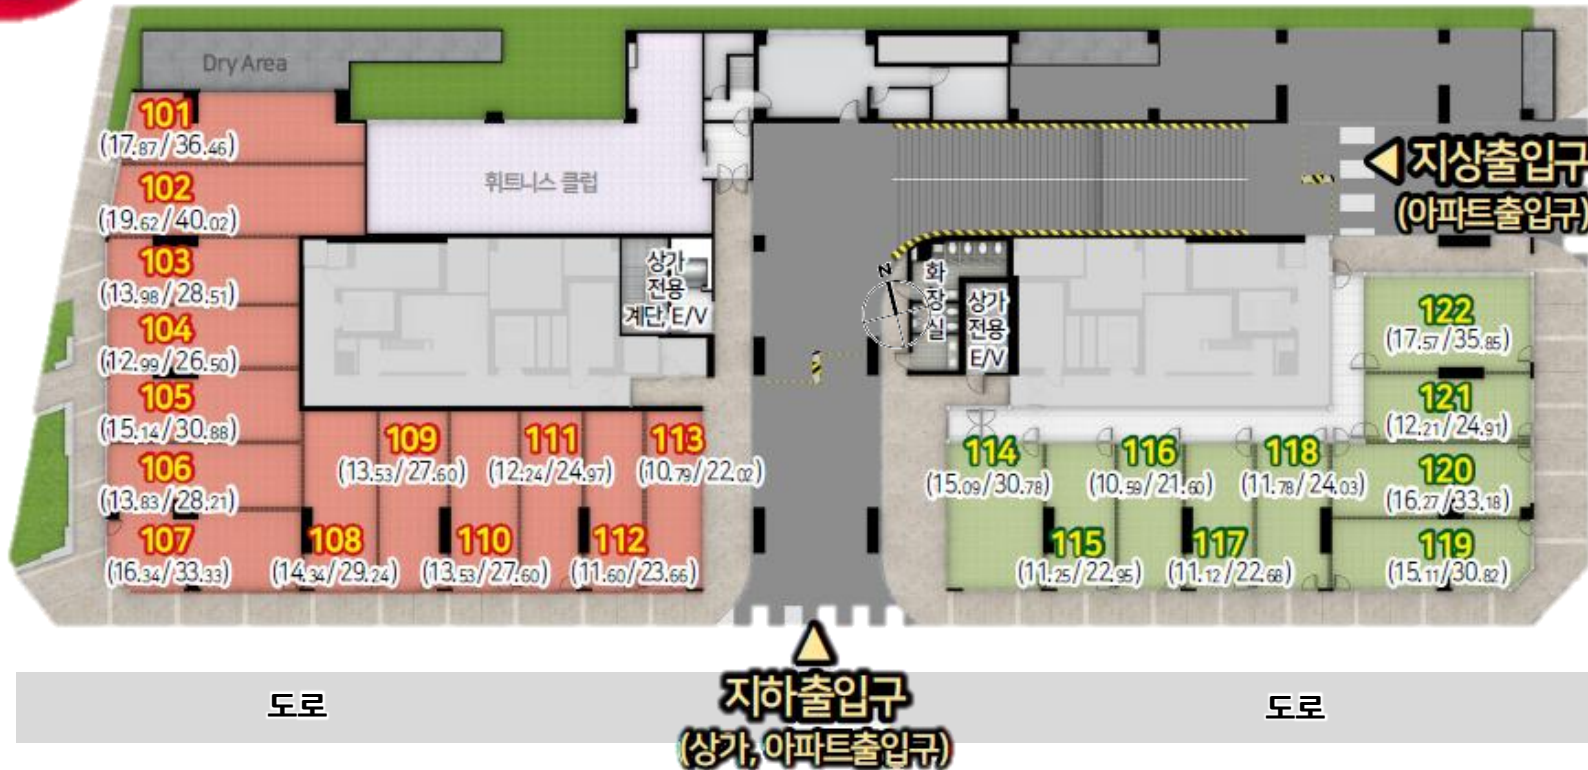 Dry Area
101
(17.87/36.46)
102
(19.62/40.02)
103
(13.98/28.51)
104
(12.99/26.50)
105
(15.14/30.88)
106
(13.83/28.21)
107
(16.34/33.33)
휘트니스 클럽
상가
전용
계단, E/V
108
(14.34/29.24)
109
(13.53/27.60)
110
(13.53/27.60)
111
(12.24/24.97)
112
(11.60/23.66)
113
(10.79/22.02)
N
화
장
실
상가
전용
E/V
지상출입구
(아파트출입구)
114
(15.09/30.78)
115
(11.25/22.95)
116
(10.59/21.60)
117
(11.12/22.68)
118
(11.78/24.03)
122
(17.57/35.85)
121
(12.21/24.91)
120
(16.27/33.18)
119
(15.11/30.82)
도로
지하출입구
(상가, 아파트출입구)
도로